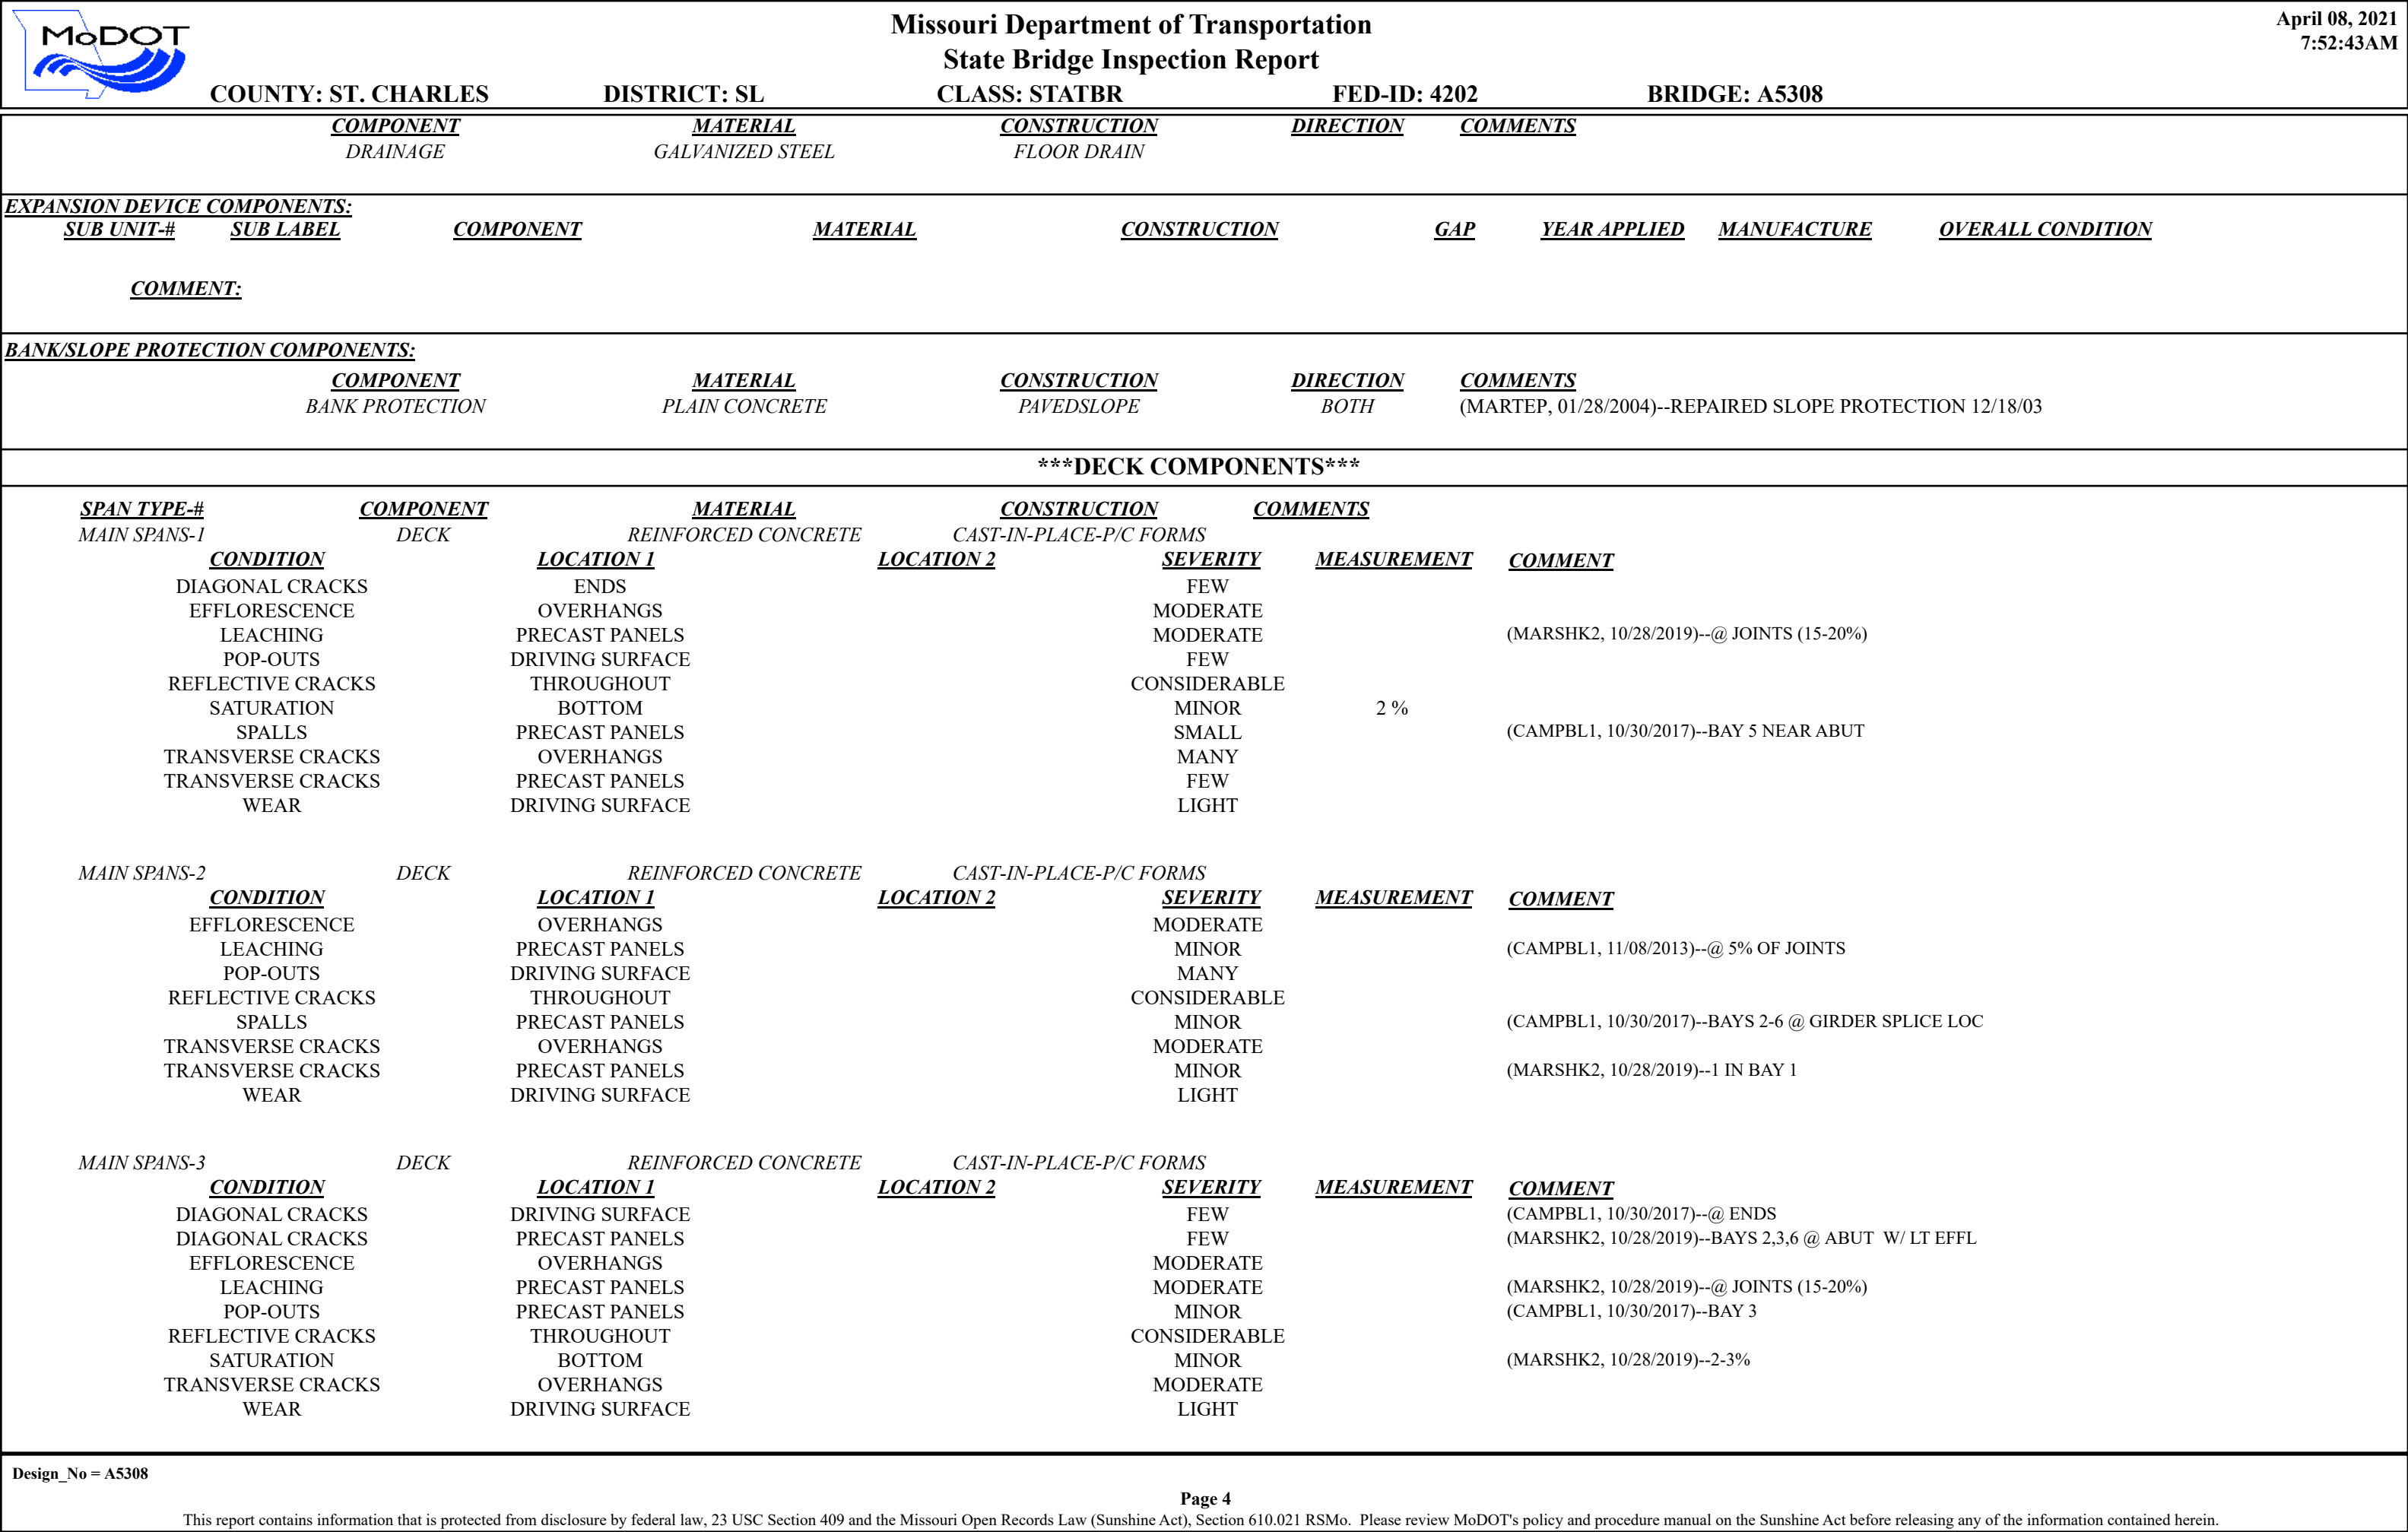 MoDOT
Missouri Department of Transportation
State Bridge Inspection Report
April 08, 2021
7:52:43AM
COUNTY: ST. CHARLES DISTRICT: SL CLASS: STATBR FED-ID: 4202 BRIDGE: A5308
COMPONENT MATERIAL CONSTRUCTION DIRECTION COMMENTS
DRAINAGE GALVANIZED STEEL FLOOR DRAIN
EXPANSION DEVICE COMPONENTS:
SUB UNIT-# SUB LABEL COMPONENT MATERIAL CONSTRUCTION GAP YEAR APPLIED MANUFACTURE OVERALL CONDITION
COMMENT:
BANK/SLOPE PROTECTION COMPONENTS:
COMPONENT MATERIAL CONSTRUCTION DIRECTION COMMENTS
BANK PROTECTION PLAIN CONCRETE PAVEDSLOPE BOTH (MARTEP, 01/28/2004)--REPAIRED SLOPE PROTECTION 12/18/03
***DECK COMPONENTS***
SPAN TYPE-# COMPONENT MATERIAL CONSTRUCTION COMMENTS
MAIN SPANS-1 DECK REINFORCED CONCRETE CAST-IN-PLACE-P/C FORMS
CONDITION LOCATION 1 LOCATION 2 SEVERITY MEASUREMENT COMMENT
DIAGONAL CRACKS ENDS FEW
EFFLORESCENCE OVERHANGS MODERATE
LEACHING PRECAST PANELS MODERATE (MARSHK2, 10/28/2019)--@ JOINTS (15-20%)
POP-OUTS DRIVING SURFACE FEW
REFLECTIVE CRACKS THROUGHOUT CONSIDERABLE
SATURATION BOTTOM MINOR 2 %
SPALLS PRECAST PANELS SMALL (CAMPBL1, 10/30/2017)--BAY 5 NEAR ABUT
TRANSVERSE CRACKS OVERHANGS MANY
TRANSVERSE CRACKS PRECAST PANELS FEW
WEAR DRIVING SURFACE LIGHT
MAIN SPANS-2 DECK REINFORCED CONCRETE CAST-IN-PLACE-P/C FORMS
CONDITION LOCATION 1 LOCATION 2 SEVERITY MEASUREMENT COMMENT
EFFLORESCENCE OVERHANGS MODERATE
LEACHING PRECAST PANELS MINOR (CAMPBL1, 11/08/2013)--@ 5% OF JOINTS
POP-OUTS DRIVING SURFACE MANY
REFLECTIVE CRACKS THROUGHOUT CONSIDERABLE
SPALLS PRECAST PANELS MINOR (CAMPBL1, 10/30/2017)--BAYS 2-6 @ GIRDER SPLICE LOC
TRANSVERSE CRACKS OVERHANGS MODERATE
TRANSVERSE CRACKS PRECAST PANELS MINOR (MARSHK2, 10/28/2019)--1 IN BAY 1
WEAR DRIVING SURFACE LIGHT
MAIN SPANS-3 DECK REINFORCED CONCRETE CAST-IN-PLACE-P/C FORMS
CONDITION LOCATION 1 LOCATION 2 SEVERITY MEASUREMENT COMMENT
DIAGONAL CRACKS DRIVING SURFACE FEW (CAMPBL1, 10/30/2017)--@ ENDS
DIAGONAL CRACKS PRECAST PANELS FEW (MARSHK2, 10/28/2019)--BAYS 2,3,6 @ ABUT W/ LT EFFL
EFFLORESCENCE OVERHANGS MODERATE
LEACHING PRECAST PANELS MODERATE (MARSHK2, 10/28/2019)--@ JOINTS (15-20%)
POP-OUTS PRECAST PANELS MINOR (CAMPBL1, 10/30/2017)--BAY 3
REFLECTIVE CRACKS THROUGHOUT CONSIDERABLE
SATURATION BOTTOM MINOR (MARSHK2, 10/28/2019)--2-3%
TRANSVERSE CRACKS OVERHANGS MODERATE
WEAR DRIVING SURFACE LIGHT
Design_No = A5308
Page 4
This report contains information that is protected from disclosure by federal law, 23 USC Section 409 and the Missouri Open Records Law (Sunshine Act), Section 610.021 RSMo. Please review MoDOT's policy and procedure manual on the Sunshine Act before releasing any of the information contained herein.